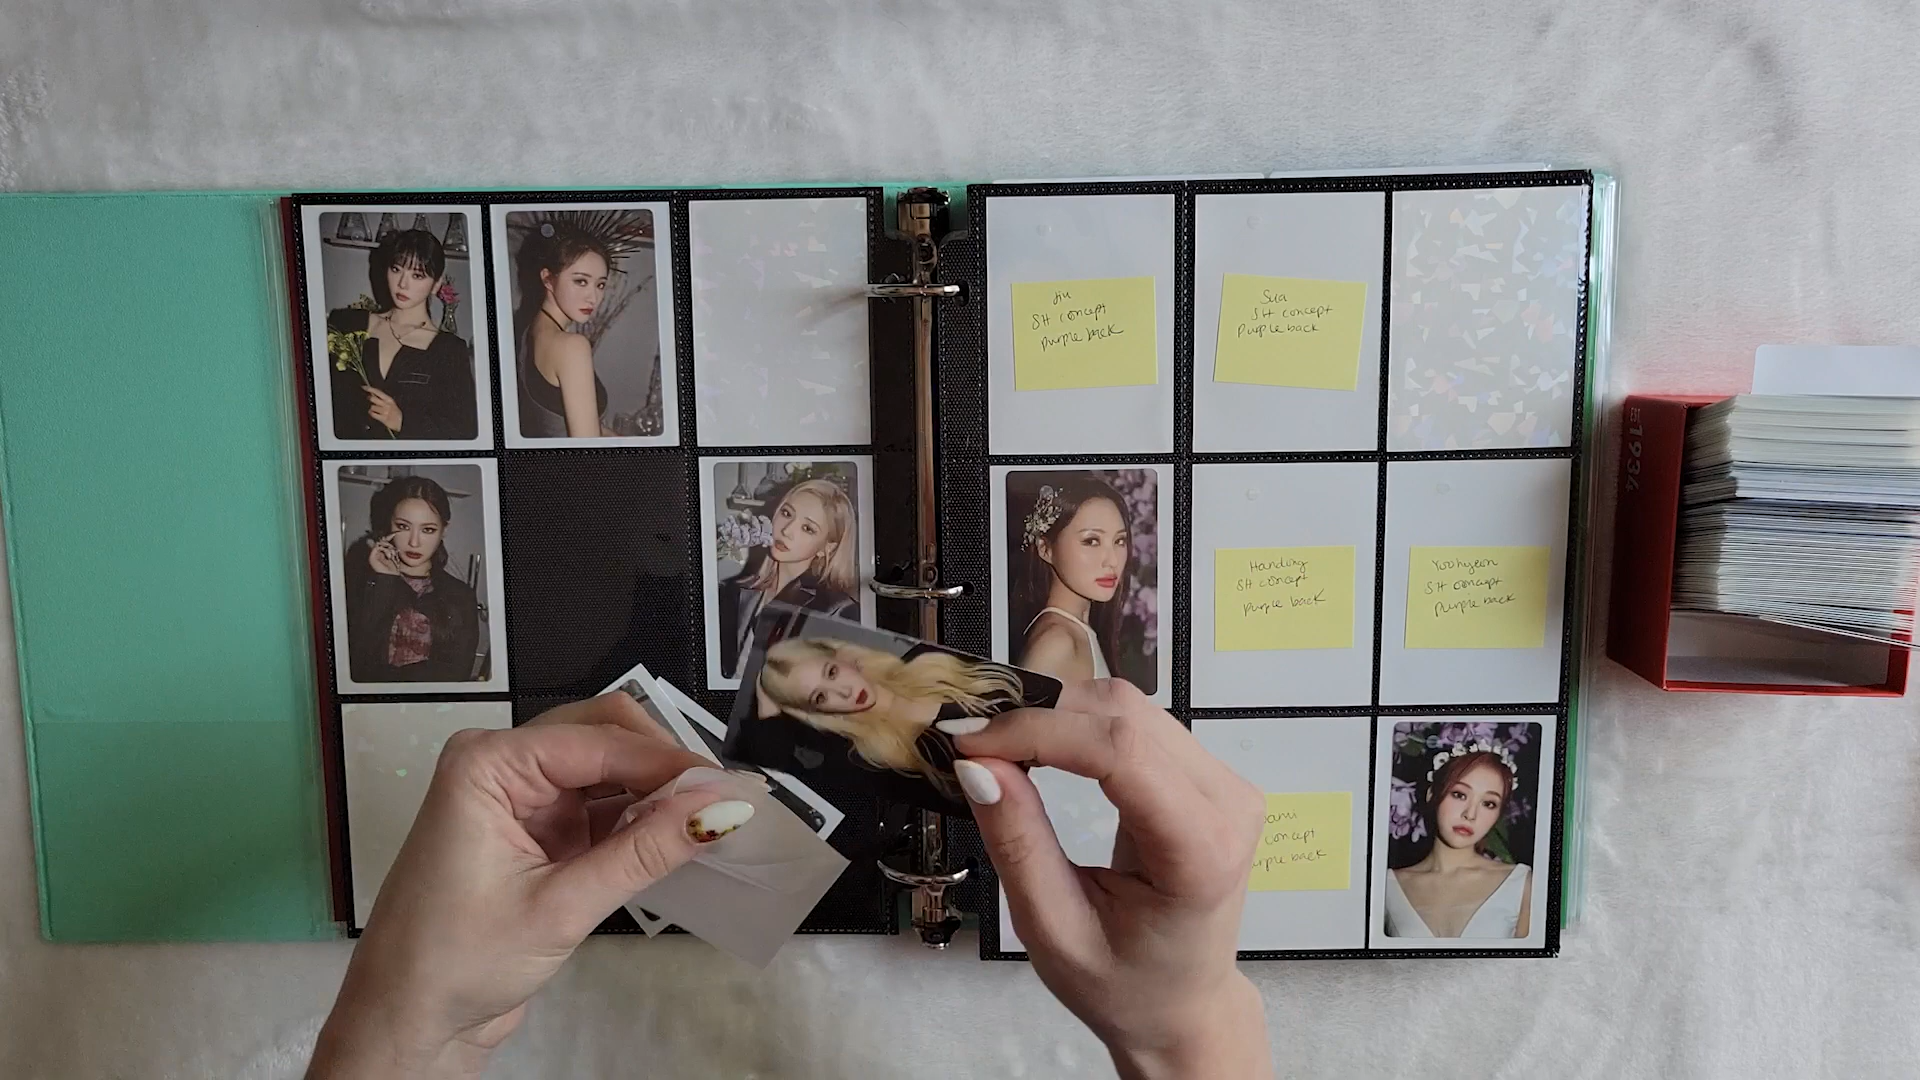 Jiu
SH concept
purple back
Sua
SH concept
purple back
Handong
SH concept
purple back
Yoohyeon
SH concept
purple back
concept
back
1934